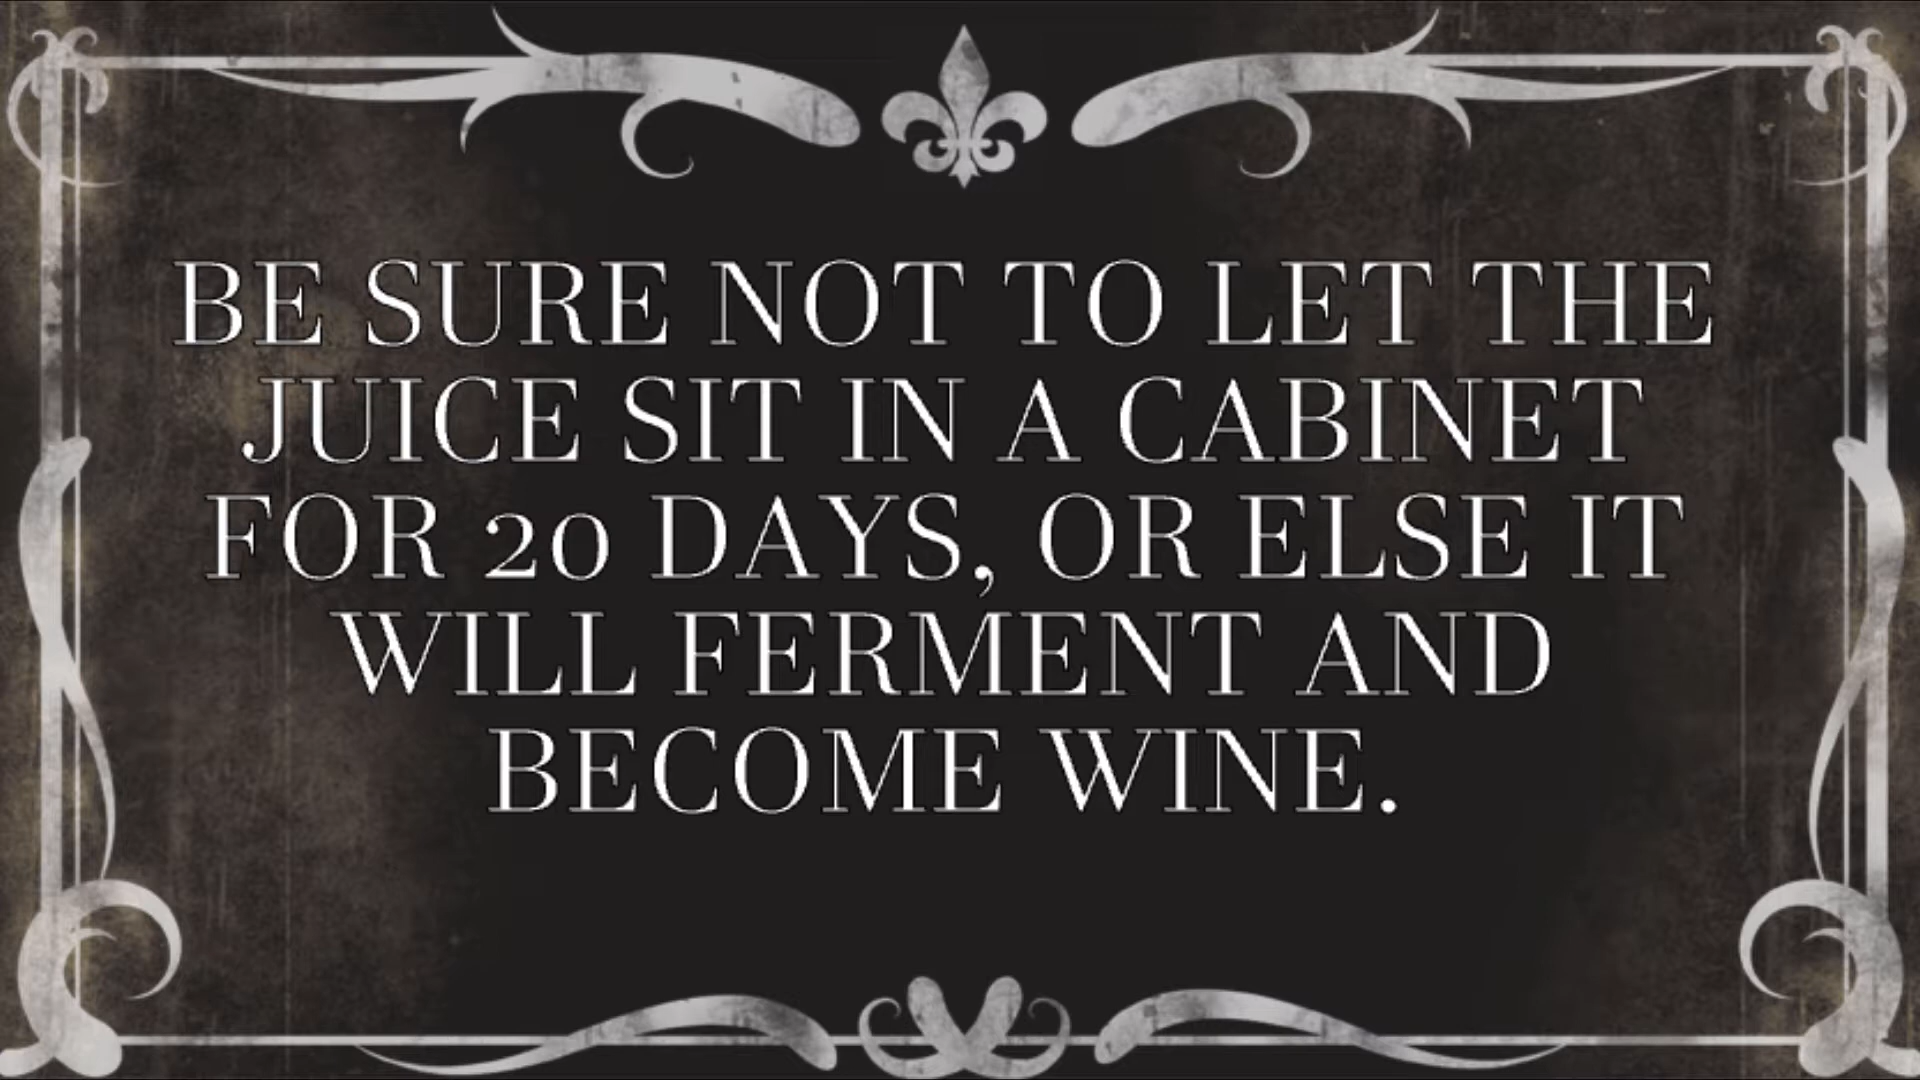 BE SURE NOT TO LET THE
JUICE SIT IN A CABINET
FOR 20 DAYS, OR ELSE IT
WILL FERMENT AND
BECOME WINE.